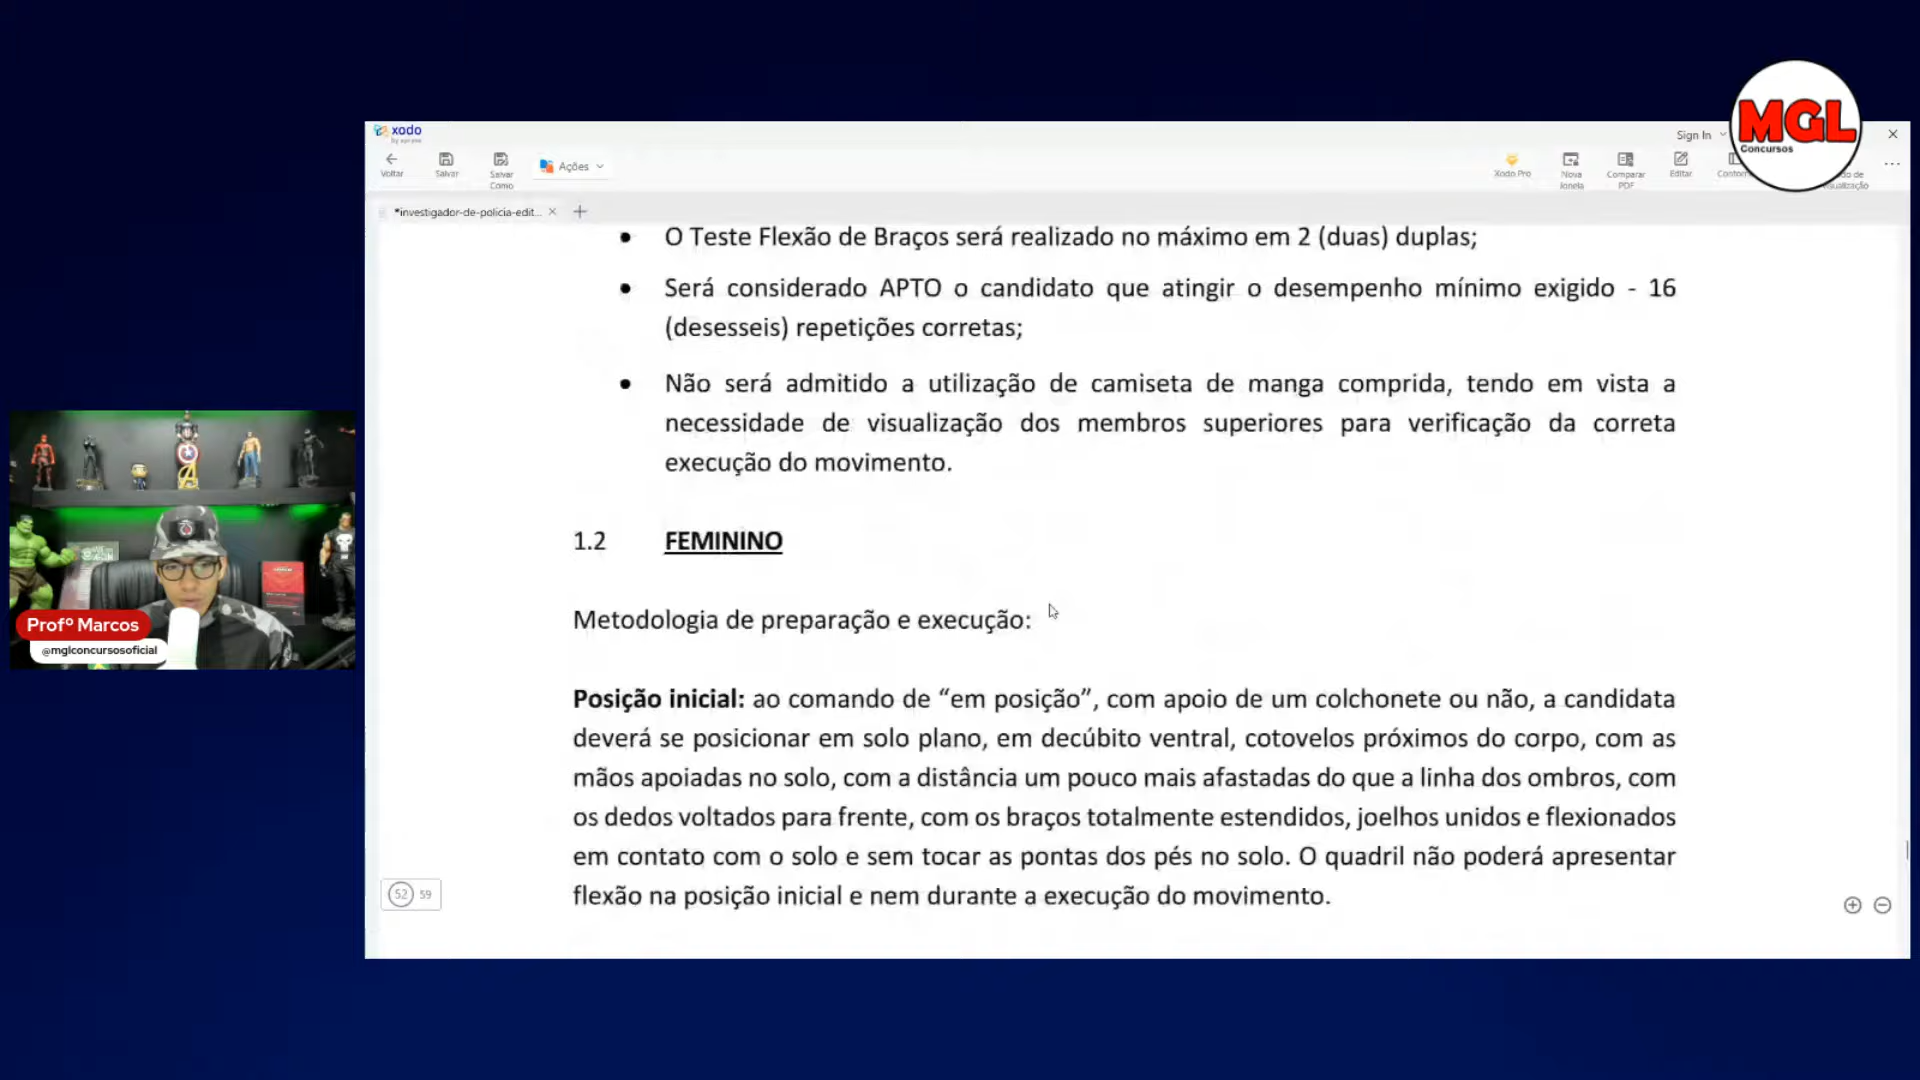 MGL
Concursos
xodo
Sign In
Voltar
Salvar
Salvar Como
Ações
Xodo Pro
Nova Janela
Comparar PDF
Editar
*investigador-de-policia-edit...
• O Teste Flexão de Braços será realizado no máximo em 2 (duas) duplas;
• Será considerado APTO o candidato que atingir o desempenho mínimo exigido - 16
(desesseis) repetições corretas;
• Não será admitido a utilização de camiseta de manga comprida, tendo em vista a
necessidade de visualização dos membros superiores para verificação da correta
execução do movimento.
1.2 FEMININO
Metodologia de preparação e execução:
Posição inicial: ao comando de “em posição”, com apoio de um colchonete ou não, a candidata
deverá se posicionar em solo plano, em decúbito ventral, cotovelos próximos do corpo, com as
mãos apoiadas no solo, com a distância um pouco mais afastadas do que a linha dos ombros, com
os dedos voltados para frente, com os braços totalmente estendidos, joelhos unidos e flexionados
em contato com o solo e sem tocar as pontas dos pés no solo. O quadril não poderá apresentar
flexão na posição inicial e nem durante a execução do movimento.
52 59
Profº Marcos
@mglconcursosoficial